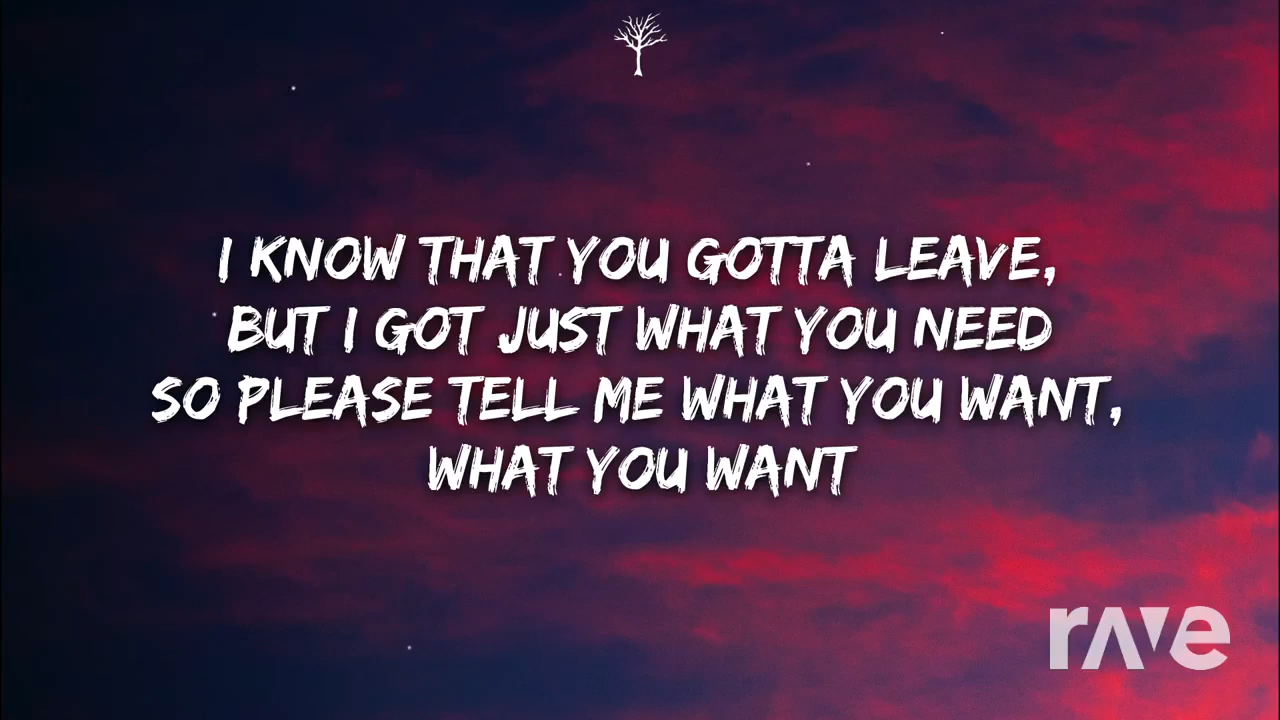 I KNOW THAT YOU GOTTA LEAVE,
BUT I GOT JUST WHAT YOU NEED
SO PLEASE TELL ME WHAT YOU WANT,
WHAT YOU WANT
rave